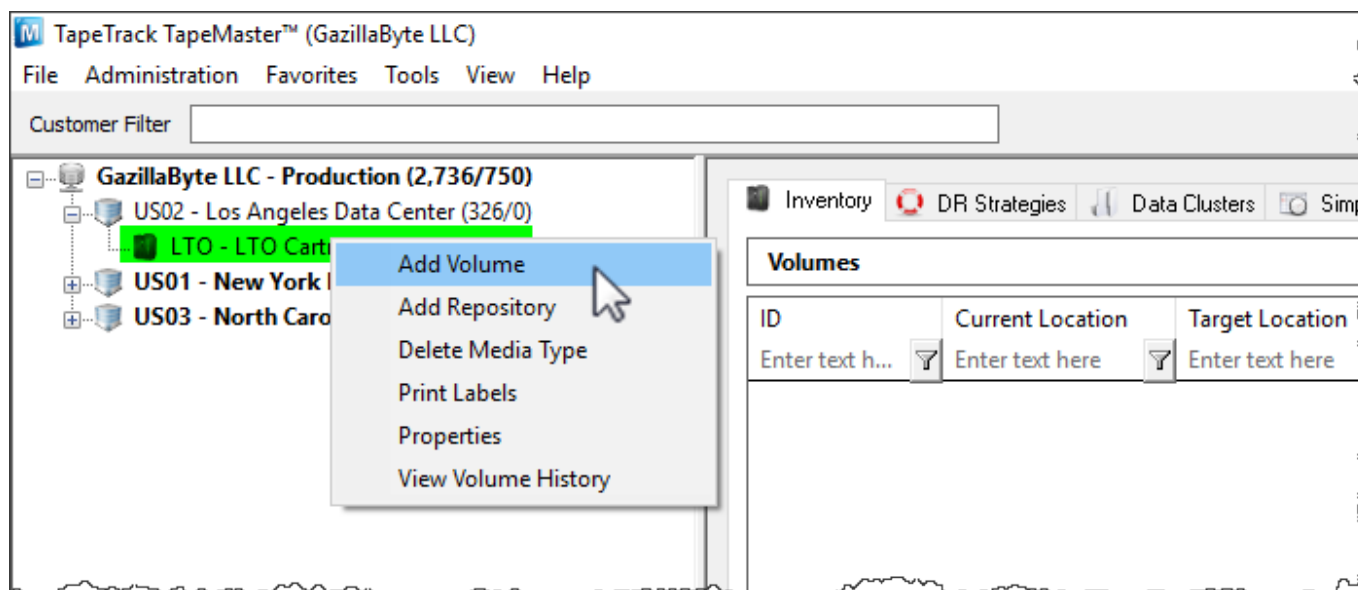 TapeTrack TapeMaster™ (GazillaByte LLC)
File Administration Favorites Tools View Help
Customer Filter
GazillaByte LLC - Production (2,736/750)
US02 - Los Angeles Data Center (326/0)
LTO - LTO Cart
US01 - New York
US03 - North Caro
Add Volume
Add Repository
Delete Media Type
Print Labels
Properties
View Volume History
Inventory DR Strategies Data Clusters Simp
Volumes
ID Current Location Target Location
Enter text h... Enter text here Enter text here